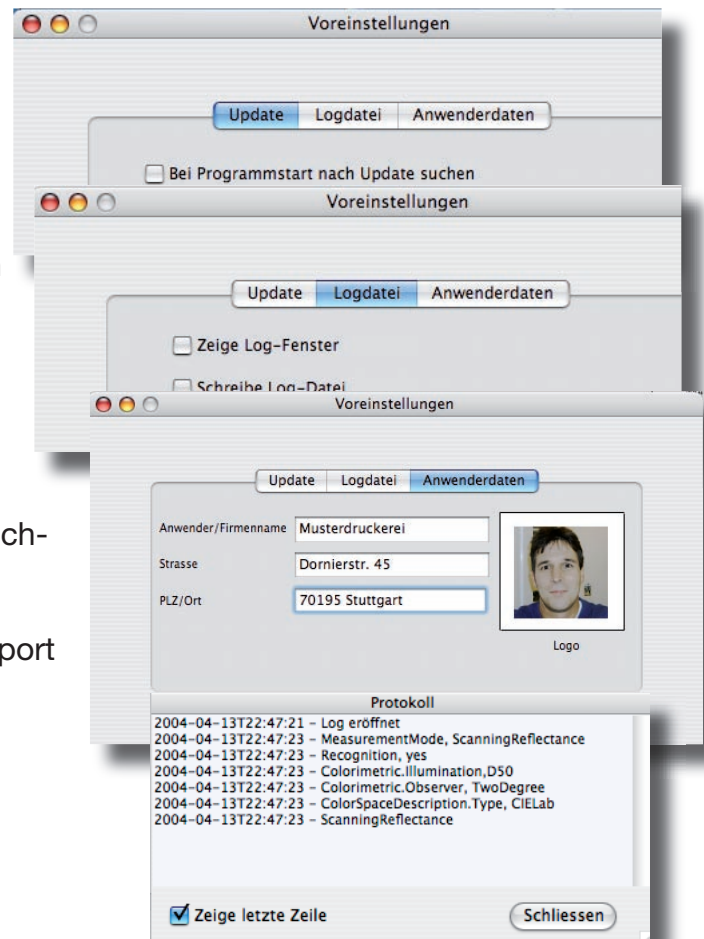 Voreinstellungen
Update Logdatei Anwenderdaten
Bei Programmstart nach Update suchen
Voreinstellungen
Update Logdatei Anwenderdaten
Zeige Log-Fenster
Schreibe Log-Datei
Voreinstellungen
Update Logdatei Anwenderdaten
ch-
Anwender/Firmenname Musterdruckerei
Strasse Dornierstr. 45
PLZ/Ort 70195 Stuttgart
port
Logo
Protokoll
2004-04-13T22:47:21 - Log eröffnet
2004-04-13T22:47:23 - MeasurementMode, ScanningReflectance
2004-04-13T22:47:23 - Recognition, yes
2004-04-13T22:47:23 - Colorimetric.Illumination,D50
2004-04-13T22:47:23 - Colorimetric.Observer, TwoDegree
2004-04-13T22:47:23 - ColorSpaceDescription.Type, CIELab
2004-04-13T22:47:23 - ScanningReflectance
Zeige letzte Zeile Schliessen